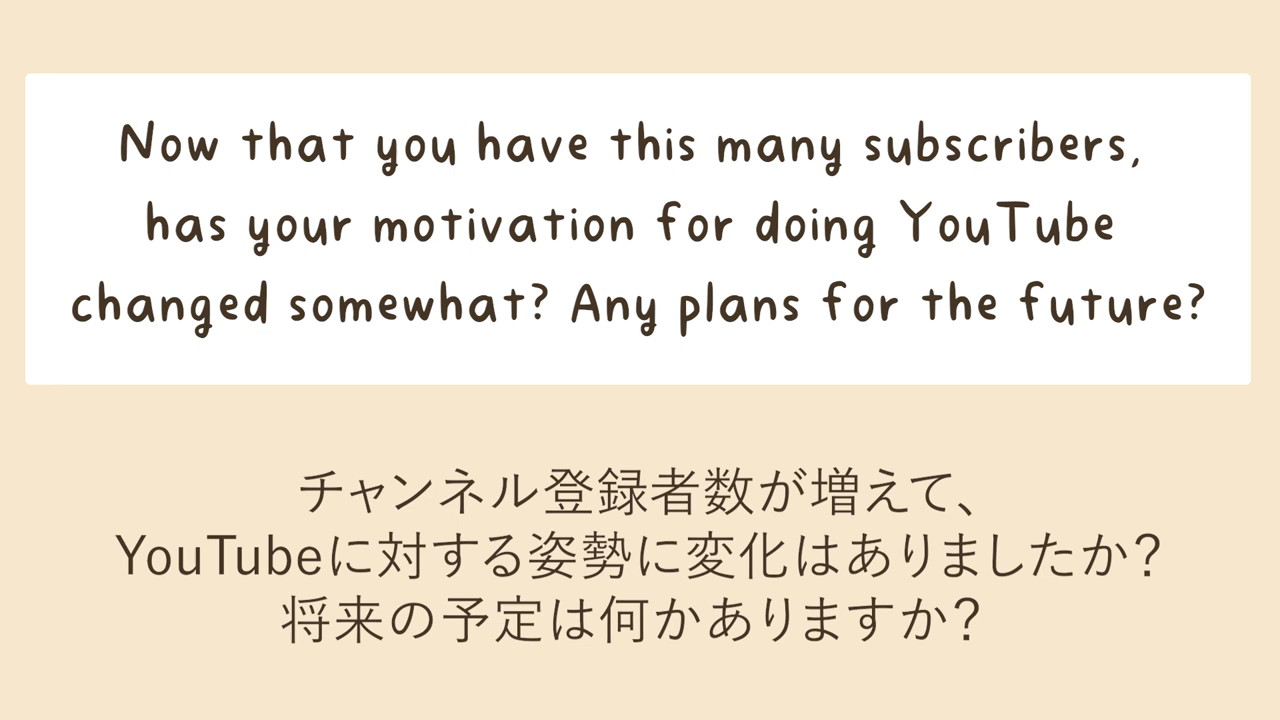 Now that you have this many subscribers,
has your motivation for doing YouTube
changed somewhat? Any plans for the future?
チャンネル登録者数が増えて、
YouTubeに対する姿勢に変化はありましたか？
将来の予定は何かありますか？